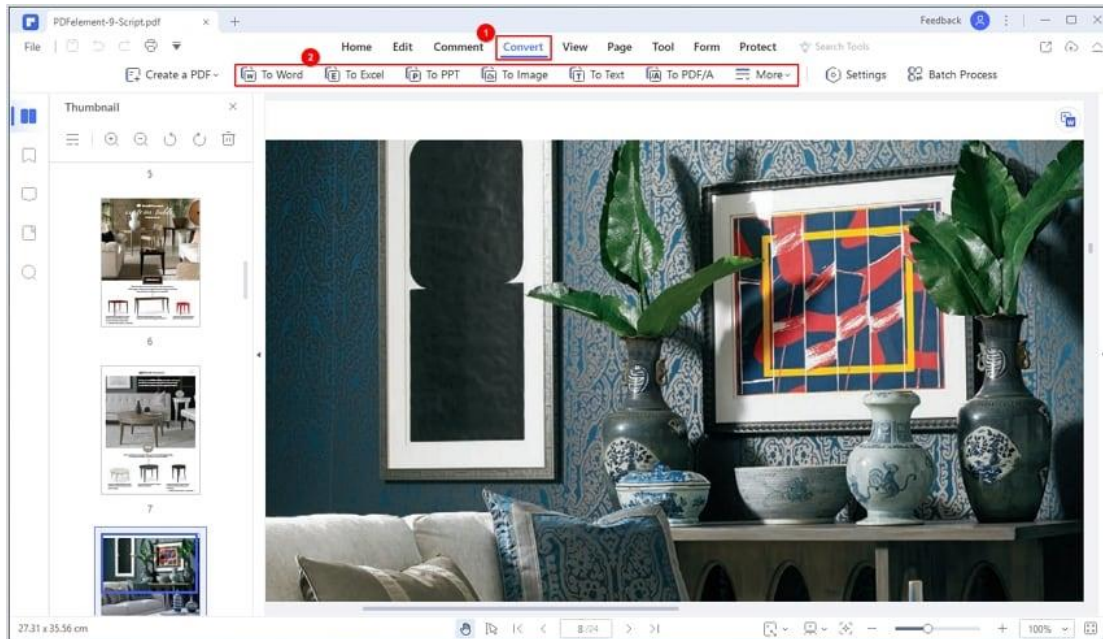 PDFelement-9-Script.pdf
Feedback
File
Home Edit Comment Convert View Page Tool Form Protect Search Tools
1
2
Create a PDF To Word To Excel To PPT To Image To Text To PDF/A More Settings Batch Process
Thumbnail
5
6
7
27.31 x 35.56 cm
8/24
100%